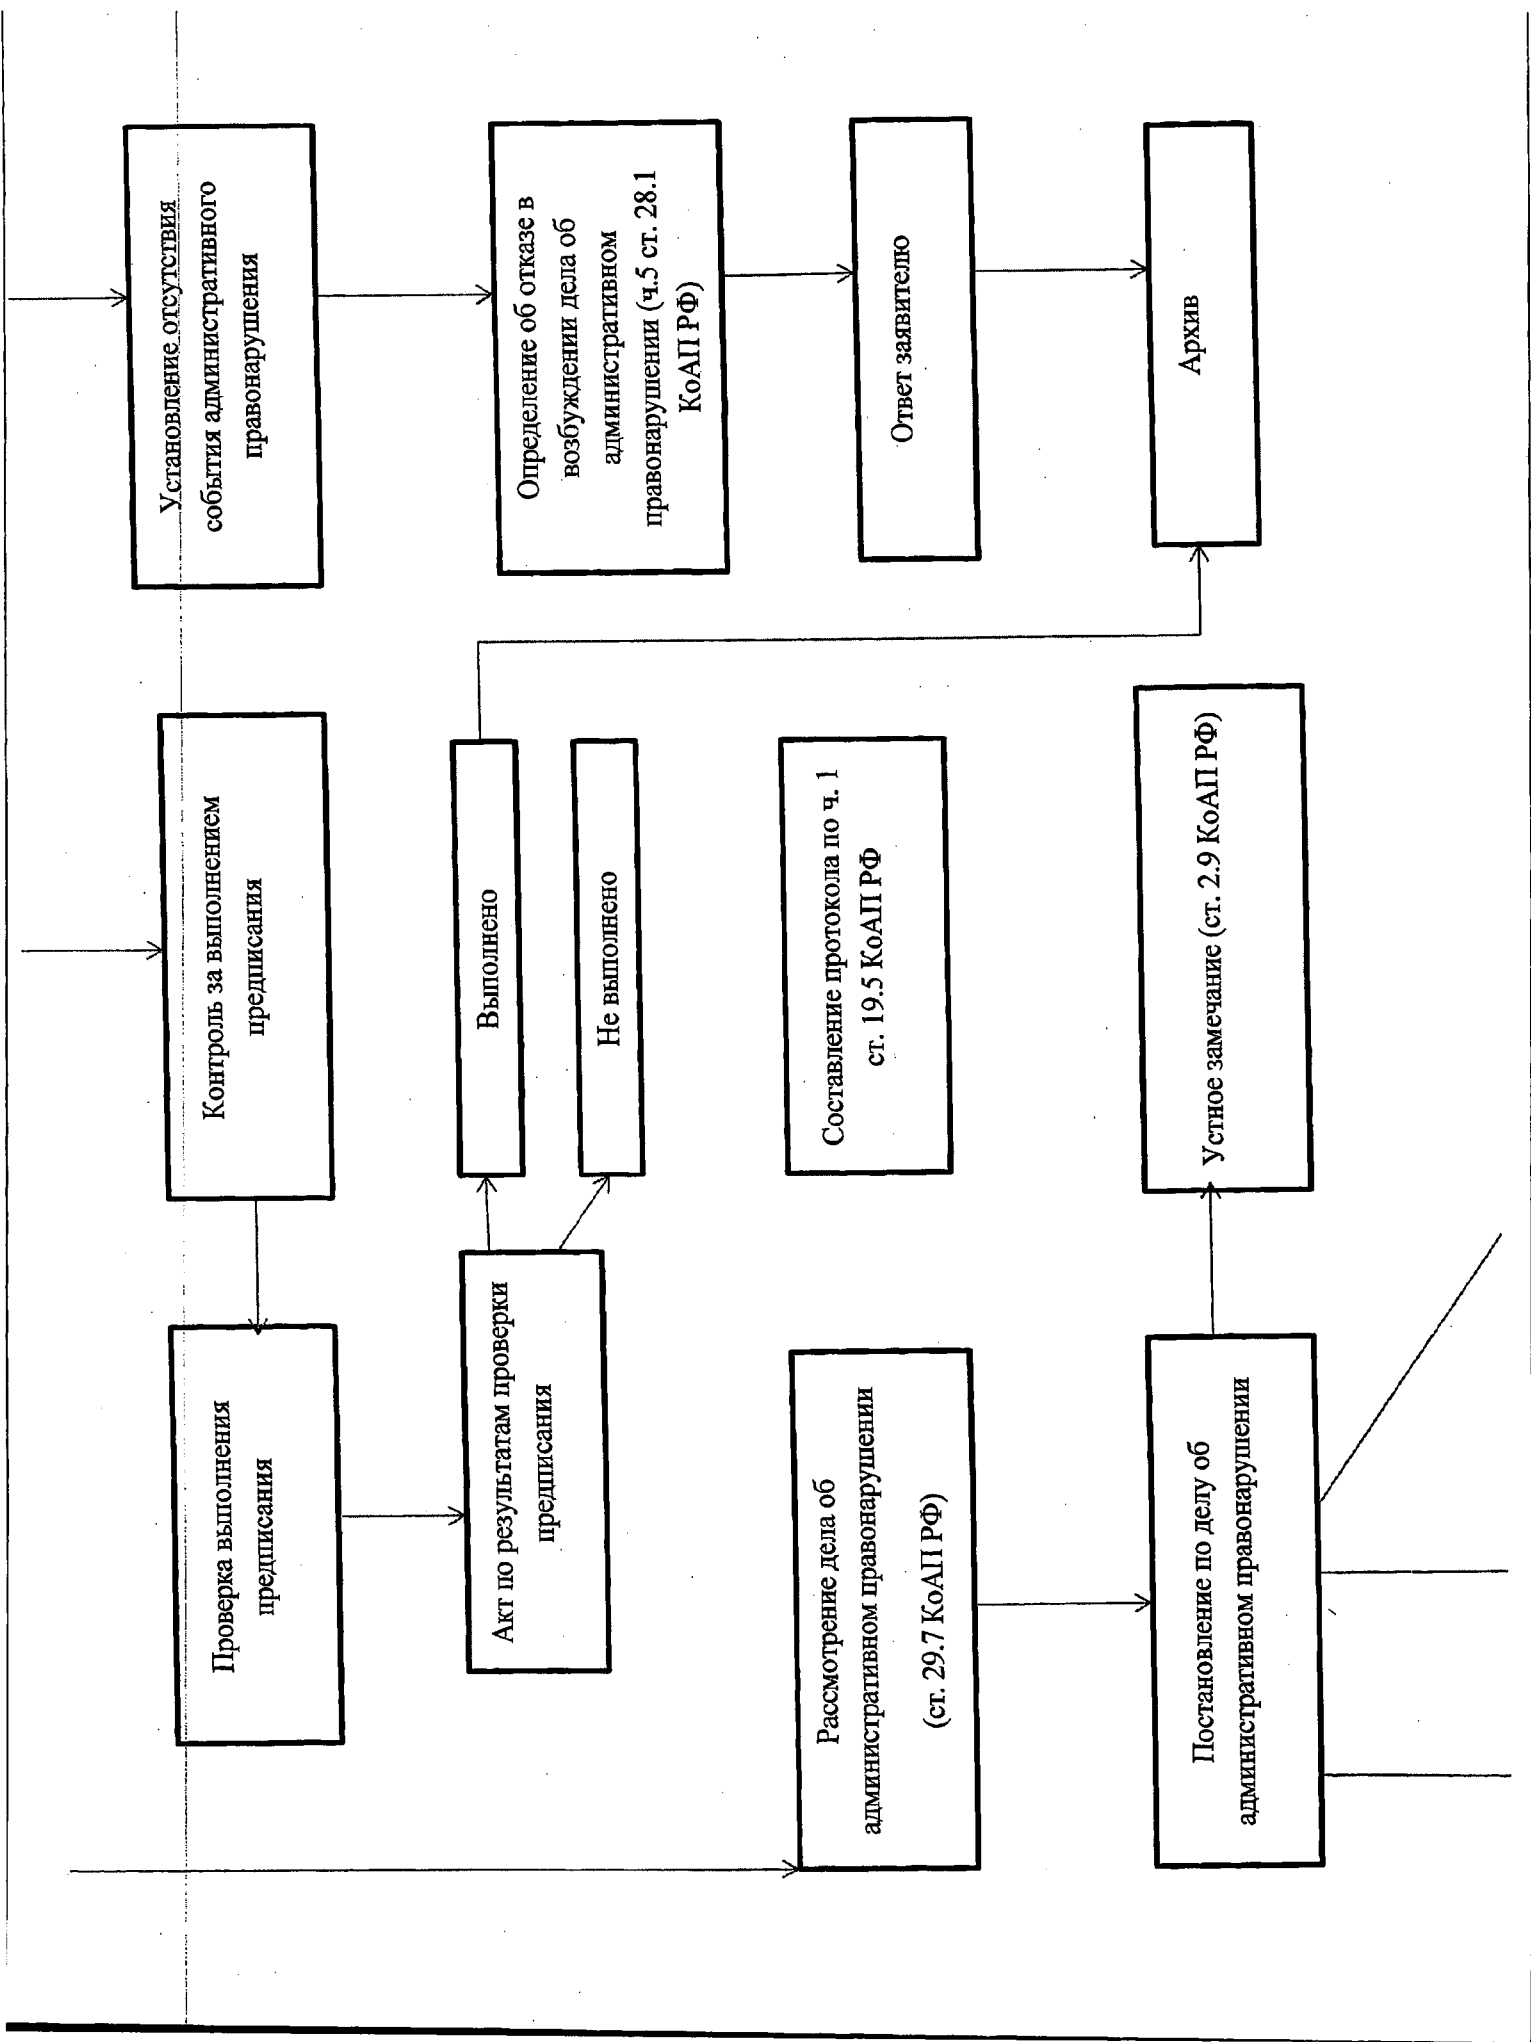 Проверка выполнения
предписания
Контроль за выполнением
предписания
Установление отсутствия
события административного
правонарушения
Акт по результатам проверки
предписания
Выполнено
Не выполнено
Определение об отказе в
возбуждении дела об
административном
правонарушении (ч.5 ст. 28.1
КоАП РФ)
Рассмотрение дела об
административном правонарушении
(ст. 29.7 КоАП РФ)
Составление протокола по ч. 1
ст. 19.5 КоАП РФ
Ответ заявителю
Постановление по делу об
административном правонарушении
Устное замечание (ст. 2.9 КоАП РФ)
Архив